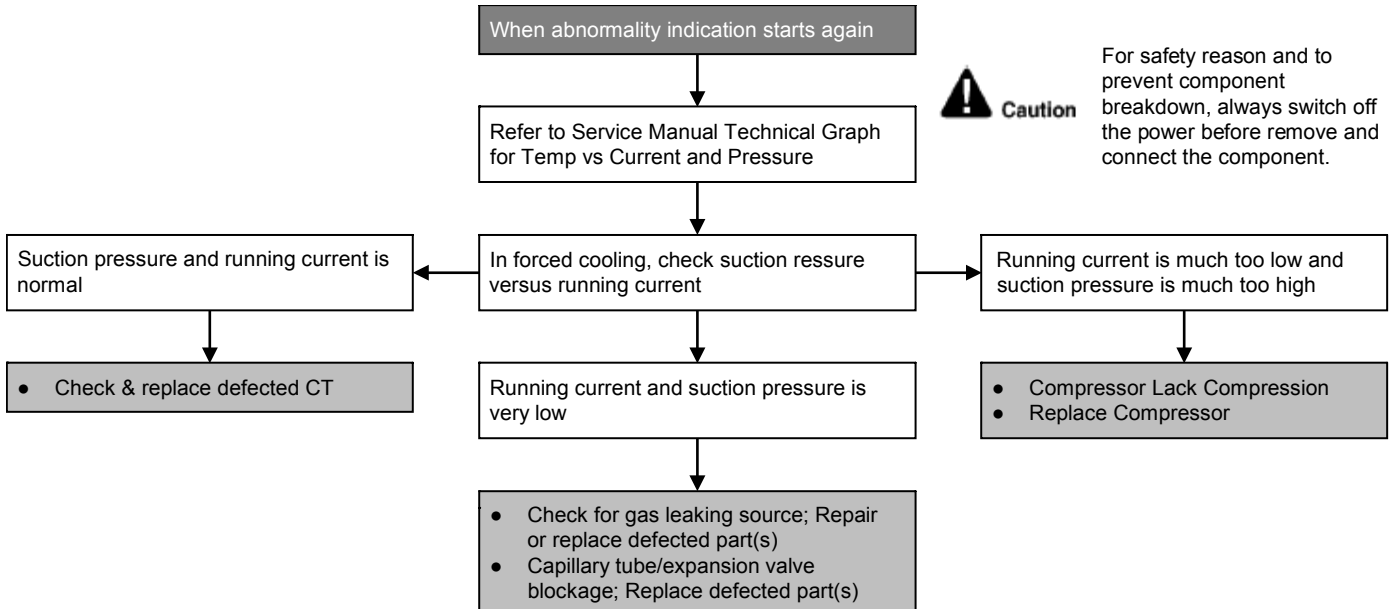 When abnormality indication starts again
For safety reason and to
prevent component
breakdown, always switch off
the power before remove and
connect the component.
Caution
Refer to Service Manual Technical Graph
for Temp vs Current and Pressure
Suction pressure and running current is
normal
In forced cooling, check suction ressure
versus running current
Running current is much too low and
suction pressure is much too high
● Check & replace defected CT
Running current and suction pressure is
very low
● Compressor Lack Compression
● Replace Compressor
● Check for gas leaking source; Repair
or replace defected part(s)
● Capillary tube/expansion valve
blockage; Replace defected part(s)